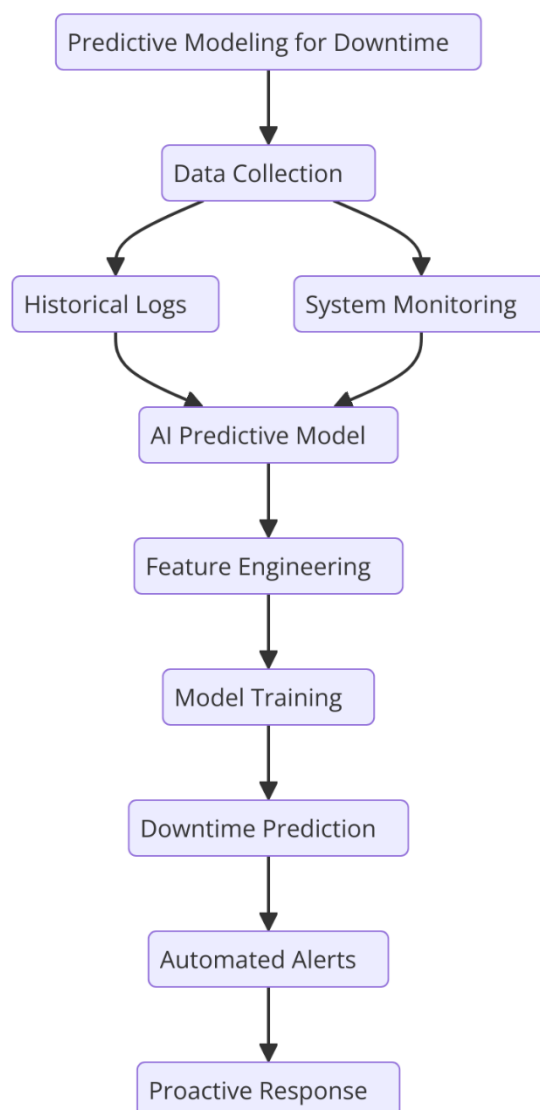 Predictive Modeling for Downtime
Data Collection
Historical Logs
System Monitoring
AI Predictive Model
Feature Engineering
Model Training
Downtime Prediction
Automated Alerts
Proactive Response